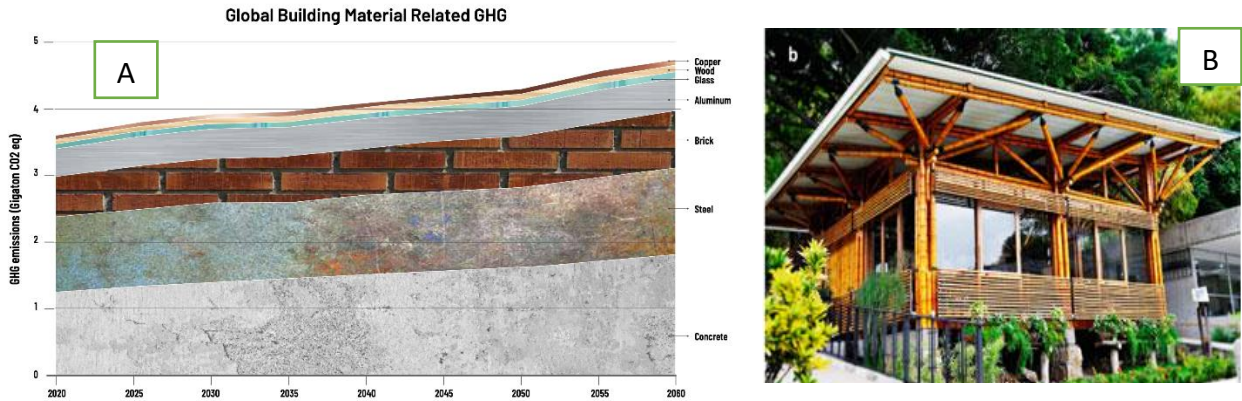 Global Building Material Related GHG
A
5
4
3
2
1
0
GHG emissions (Gigaton CO2 eq)
2020
2025
2030
2035
2040
2045
2050
2055
2060
Copper
Wood
Glass
Aluminum
Brick
Steel
Concrete
b
B